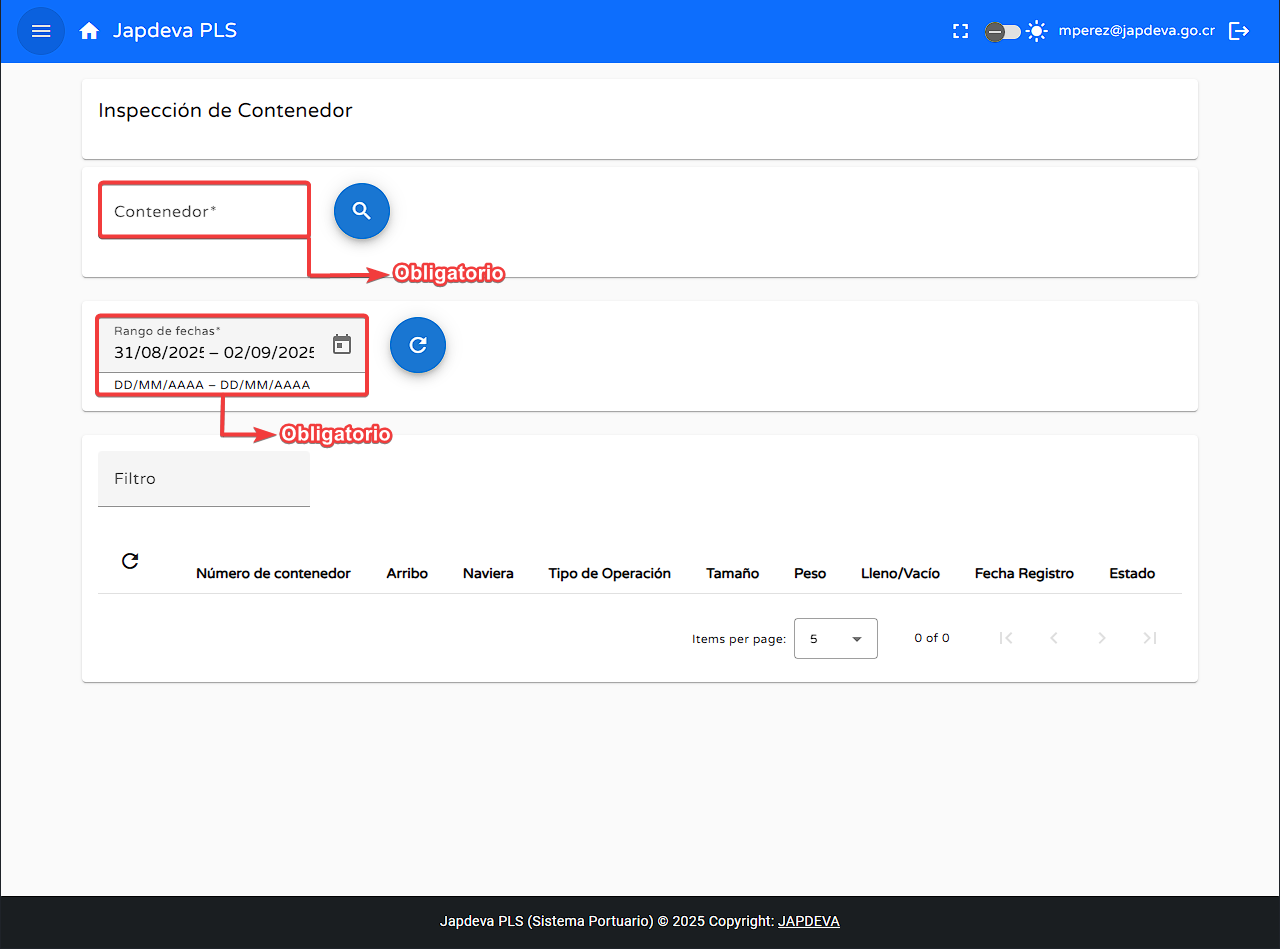 Japdeva PLS
mperez@japdeva.go.cr
Inspección de Contenedor
Contenedor*
Obligatorio
Rango de fechas*
31/08/2025 – 02/09/2025
DD/MM/AAAA – DD/MM/AAAA
Obligatorio
Filtro
Número de contenedor Arribo Naviera Tipo de Operación Tamaño Peso Lleno/Vacío Fecha Registro Estado
Items per page: 5 0 of 0
Japdeva PLS (Sistema Portuario) © 2025 Copyright: JAPDEVA